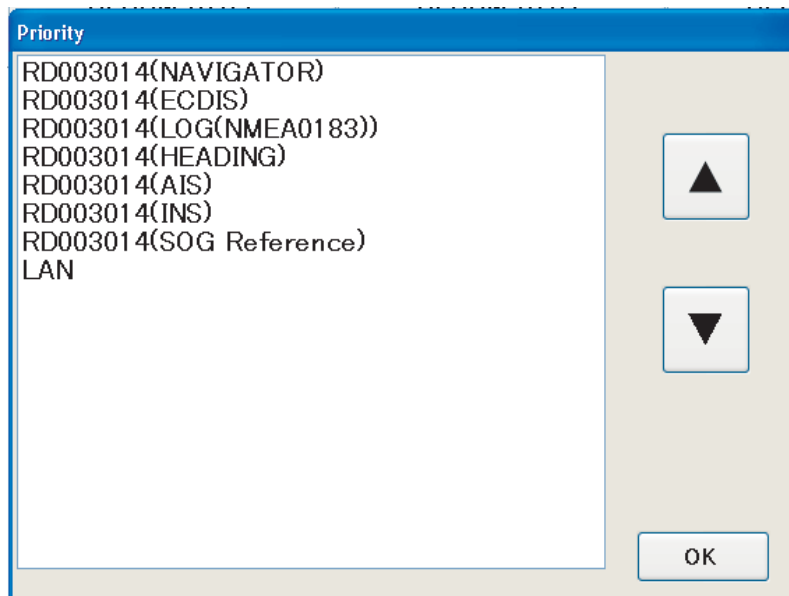 Priority
RD003014(NAVIGATOR)
RD003014(ECDIS)
RD003014(LOG(NMEA0183))
RD003014(HEADING)
RD003014(AIS)
RD003014(INS)
RD003014(SOG Reference)
LAN
▲
▼
OK